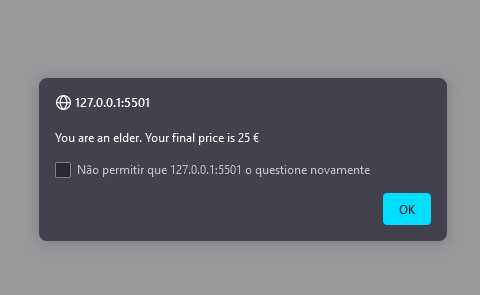 127.0.0.1:5501
You are an elder. Your final price is 25 €
Não permitir que 127.0.0.1:5501 o questione novamente
OK